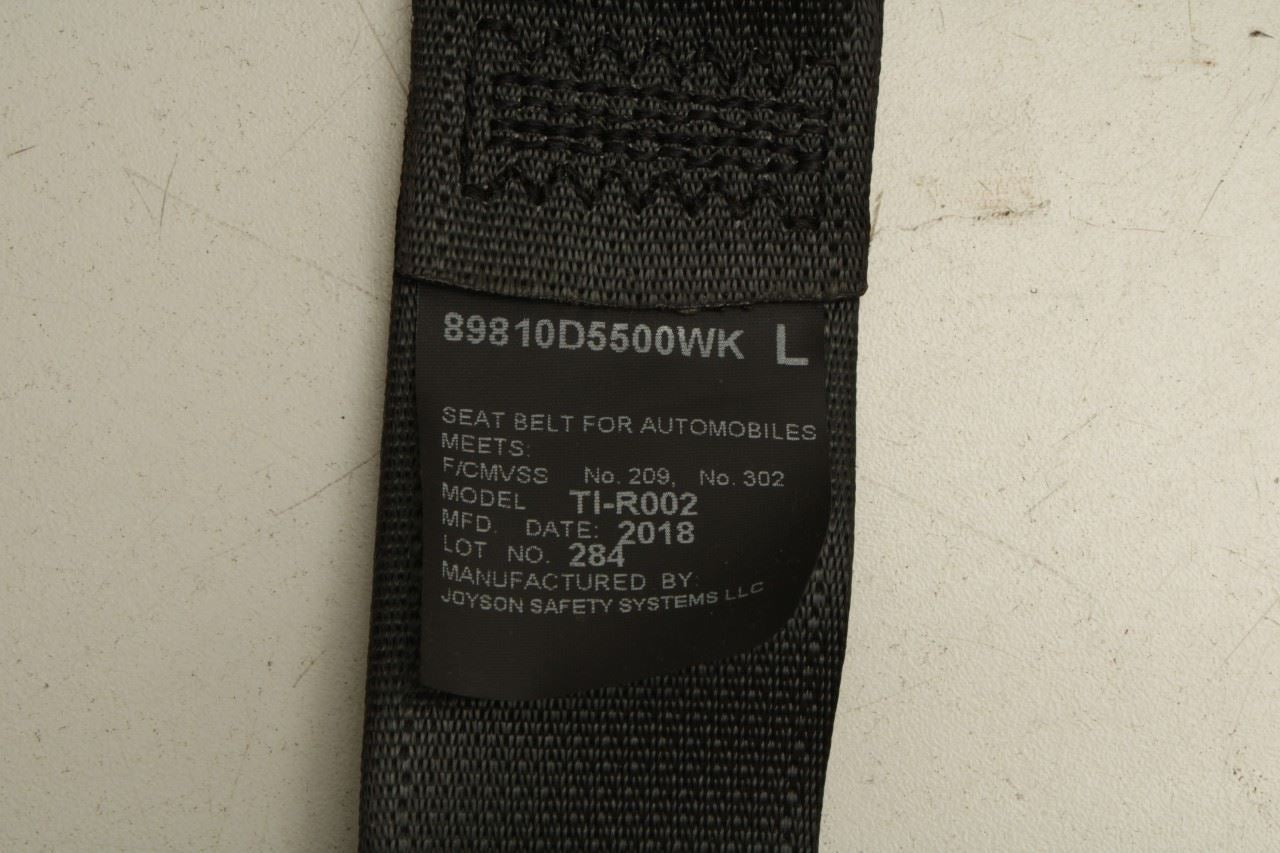 89810D5500WK L
SEAT BELT FOR AUTOMOBILES
MEETS:
F/CMVSS No. 209, No. 302
MODEL TI-R002
MFD. DATE: 2018
LOT NO. 284
MANUFACTURED BY:
JOYSON SAFETY SYSTEMS LLC